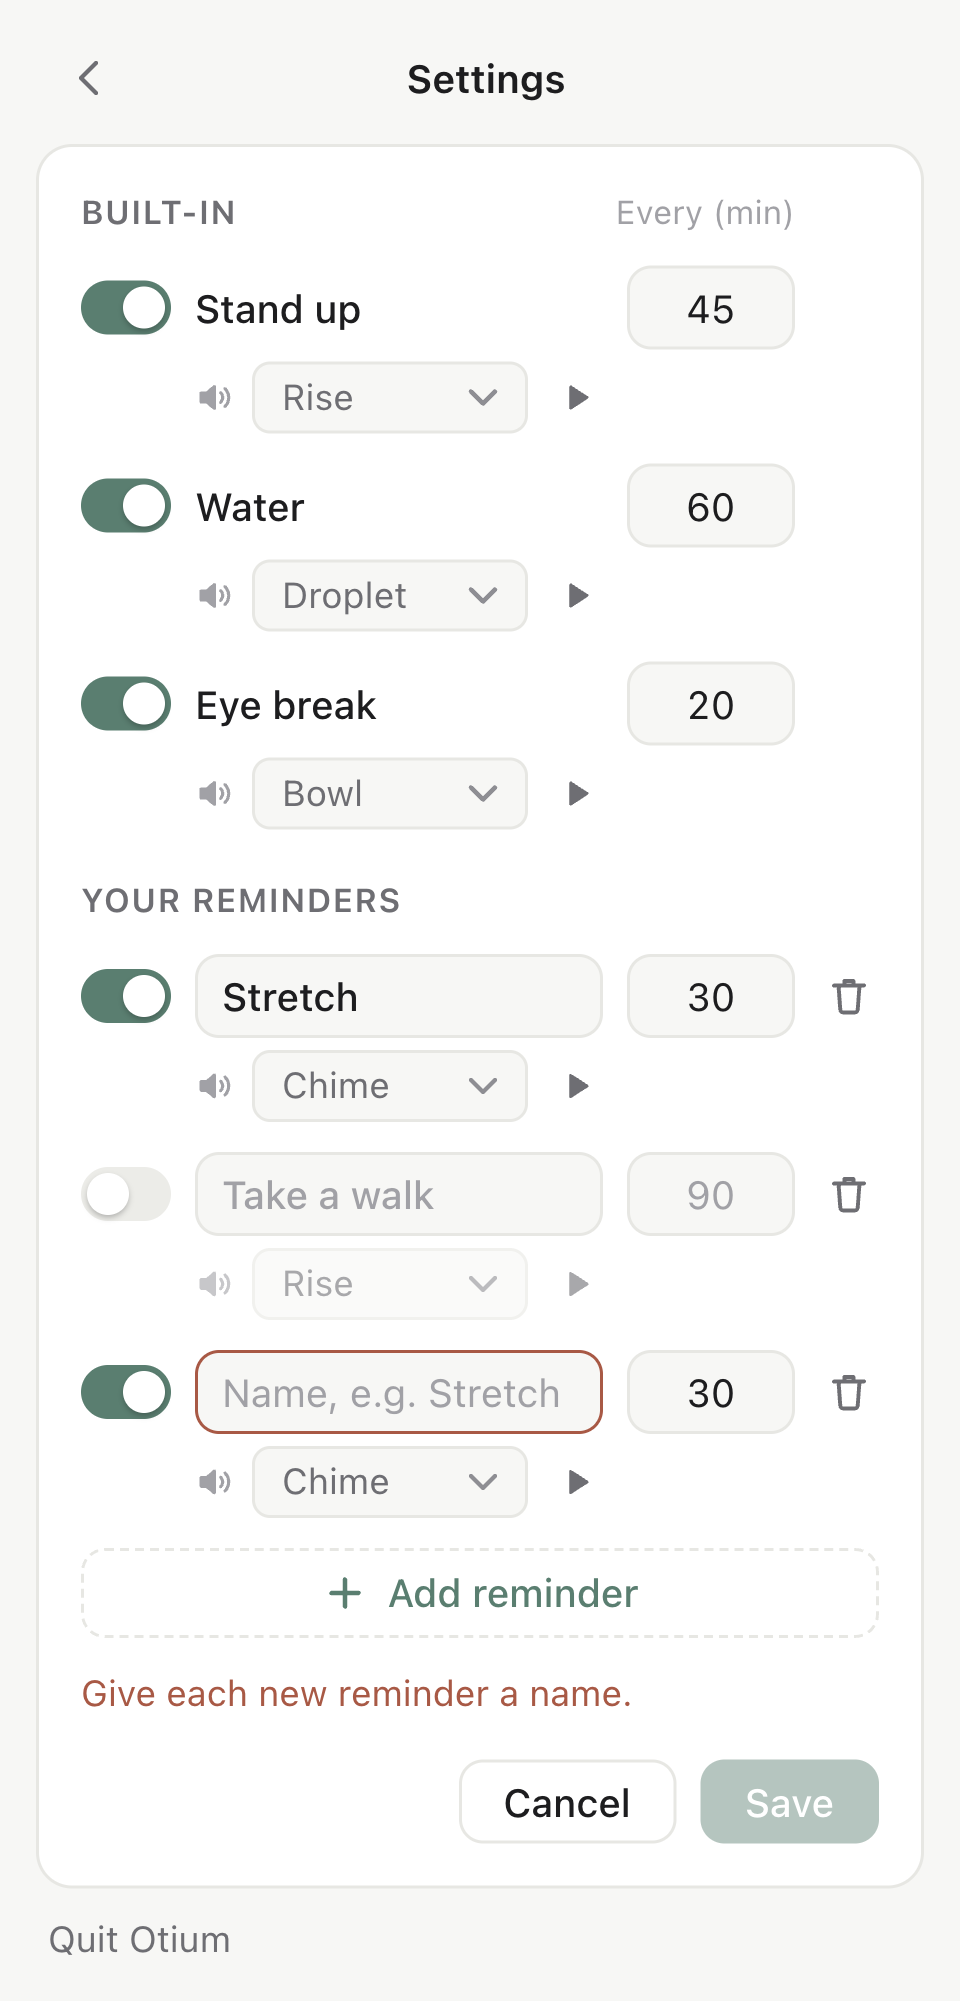 Settings
BUILT-IN Every (min)
Stand up 45
Rise
Water 60
Droplet
Eye break 20
Bowl
YOUR REMINDERS
Stretch 30
Chime
Take a walk 90
Rise
Name, e.g. Stretch 30
Chime
+ Add reminder
Give each new reminder a name.
Cancel Save
Quit Otium